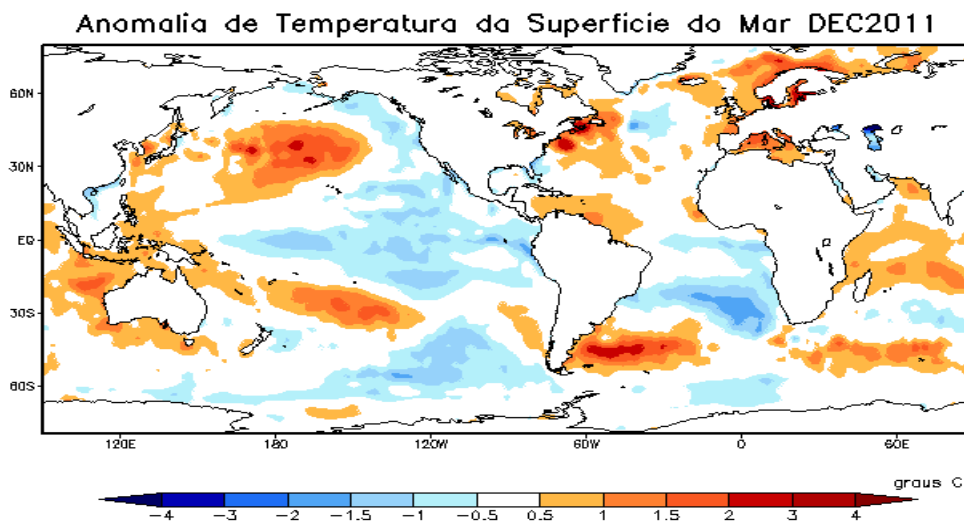 Anomalia de Temperatura da Superficie do Mar DEC2011
60N
30N
EQ
30S
60S
120E 180 120W 60W 0 60E
graus C
-4 -3 -2 -1.5 -1 -0.5 0.5 1 1.5 2 3 4